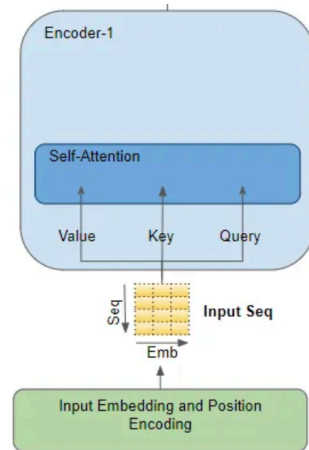 Encoder-1
Self-Attention
Value Key Query
Seq
Input Seq
Emb
Input Embedding and Position
Encoding